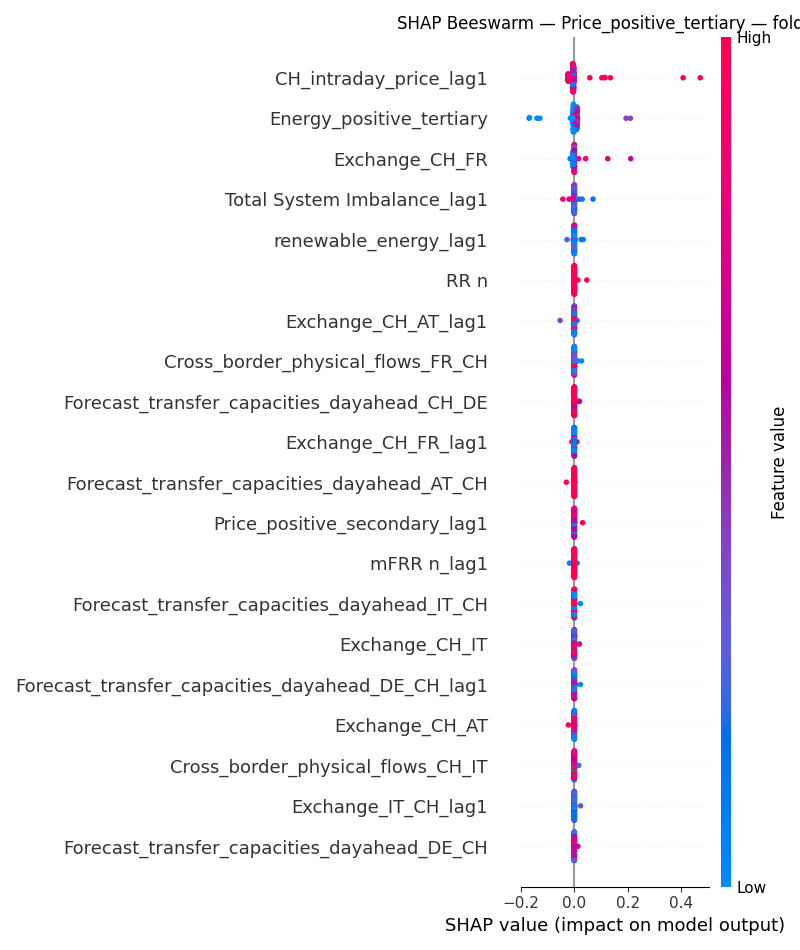 SHAP Beeswarm — Price_positive_tertiary — fold
High
CH_intraday_price_lag1
Energy_positive_tertiary
Exchange_CH_FR
Total System Imbalance_lag1
renewable_energy_lag1
RR n
Exchange_CH_AT_lag1
Cross_border_physical_flows_FR_CH
Forecast_transfer_capacities_dayahead_CH_DE
Exchange_CH_FR_lag1
Forecast_transfer_capacities_dayahead_AT_CH
Price_positive_secondary_lag1
mFRR n_lag1
Forecast_transfer_capacities_dayahead_IT_CH
Exchange_CH_IT
Forecast_transfer_capacities_dayahead_DE_CH_lag1
Exchange_CH_AT
Cross_border_physical_flows_CH_IT
Exchange_IT_CH_lag1
Forecast_transfer_capacities_dayahead_DE_CH
Feature value
Low
−0.2 0.0 0.2 0.4
SHAP value (impact on model output)